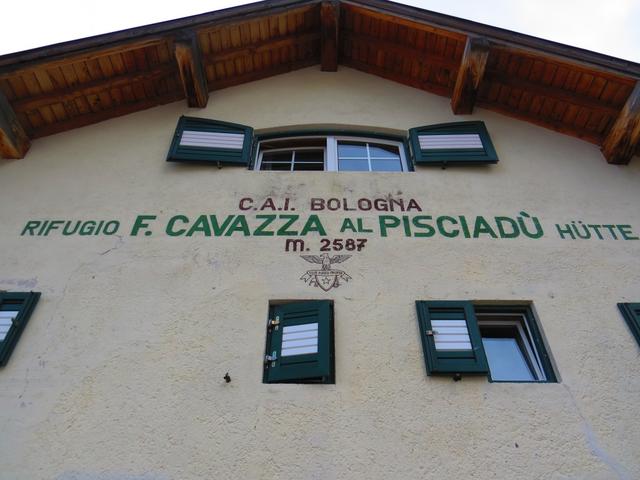 C.A.I. BOLOGNA
RIFUGIO F. CAVAZZA AL PISCIADÙ HÜTTE
m. 2587